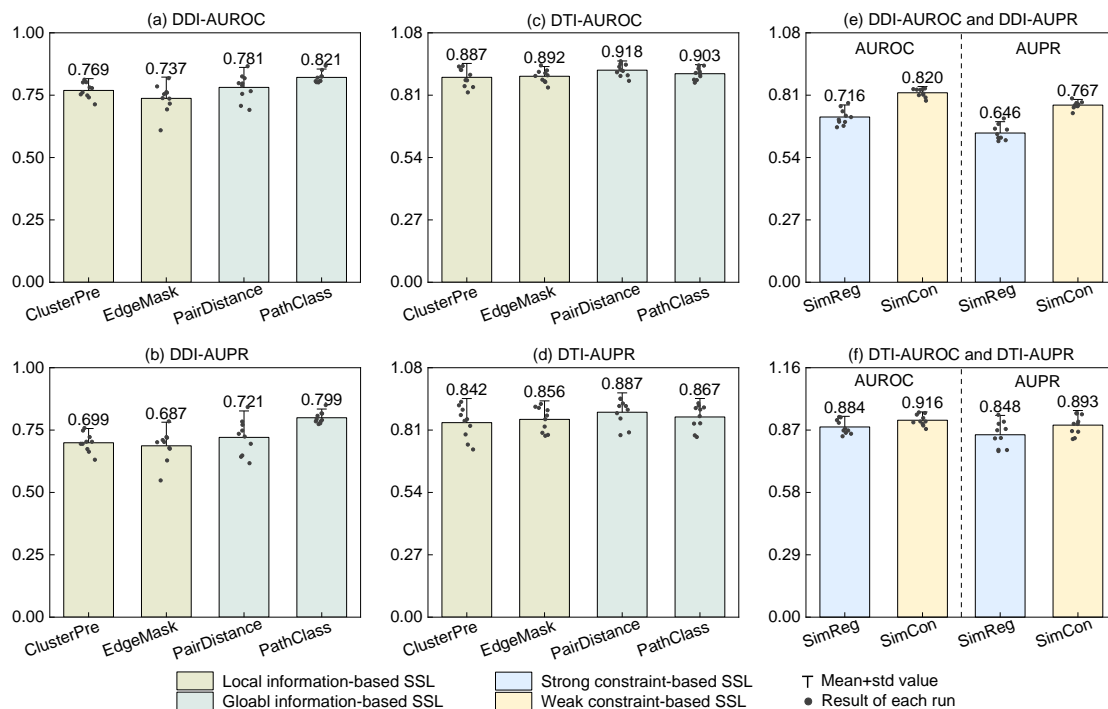 (a) DDI-AUROC
1.00
0.75
0.50
0.25
0.00
0.769
0.737
0.781
0.821
ClusterPre
EdgeMask
PairDistance
PathClass
(c) DTI-AUROC
1.08
0.81
0.54
0.27
0.00
0.887
0.892
0.918
0.903
ClusterPre
EdgeMask
PairDistance
PathClass
(e) DDI-AUROC and DDI-AUPR
1.08
0.81
0.54
0.27
0.00
AUROC
AUPR
0.716
0.820
0.646
0.767
SimReg
SimCon
SimReg
SimCon
(b) DDI-AUPR
1.00
0.75
0.50
0.25
0.00
0.699
0.687
0.721
0.799
ClusterPre
EdgeMask
PairDistance
PathClass
(d) DTI-AUPR
1.08
0.81
0.54
0.27
0.00
0.842
0.856
0.887
0.867
ClusterPre
EdgeMask
PairDistance
PathClass
(f) DTI-AUROC and DTI-AUPR
1.16
0.87
0.58
0.29
0.00
AUROC
AUPR
0.884
0.916
0.848
0.893
SimReg
SimCon
SimReg
SimCon
Local information-based SSL
Gloabl information-based SSL
Strong constraint-based SSL
Weak constraint-based SSL
Mean+std value
Result of each run